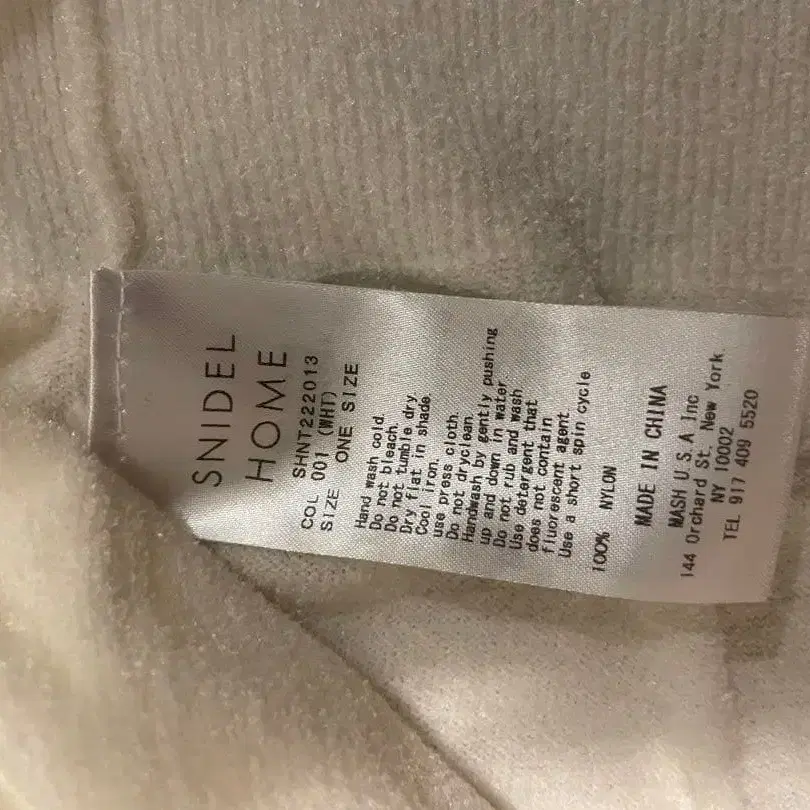 SNIDEL
HOME
SHNT222013
COL 001 (WHT)
SIZE ONE SIZE
Hand wash cold.
Do not bleach.
Do not tumble dry
Dry flat in shade
Cool iron.
use press cloth.
Do not dryclean.
Handwash by gently pushing
up and down in water
Do not rub and wash
Use detergent that
does not contain
fluorescent agent
Use a short spin cycle
100% NYLON
MADE IN CHINA
MASH U.S.A Inc
144 Orchard St. New York
NY 10002
TEL 917 409 5520